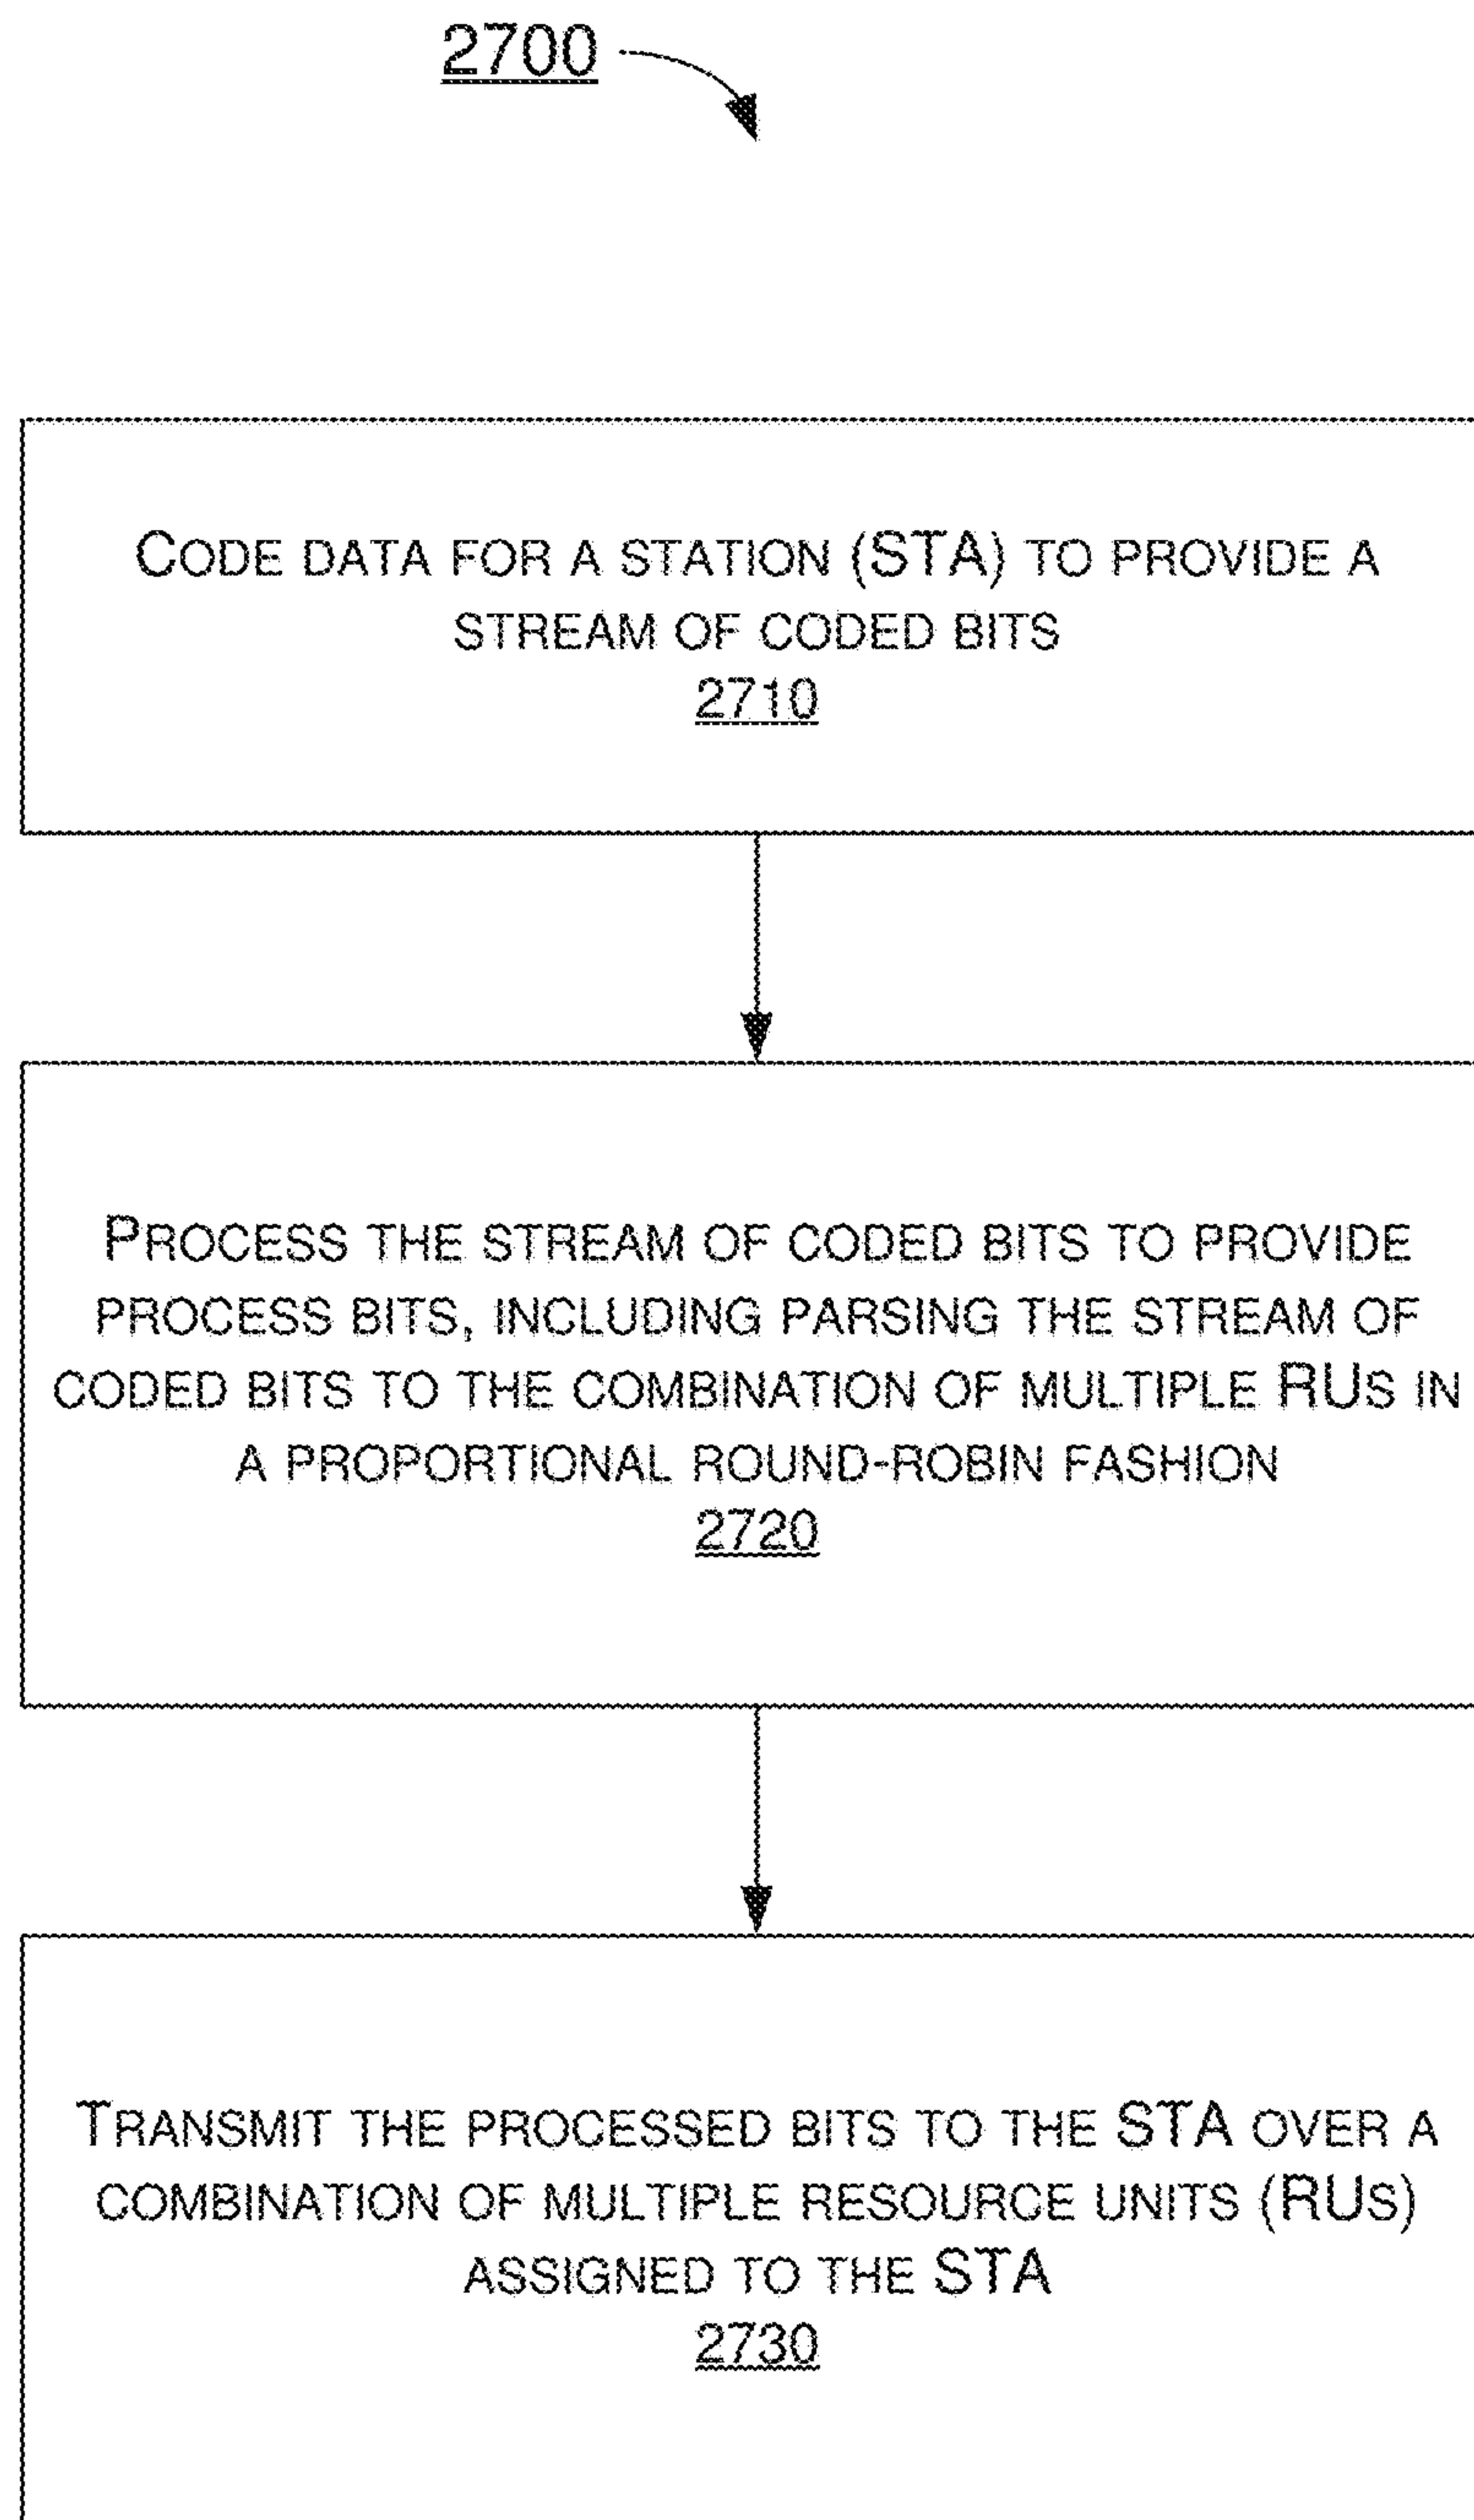 2700
CODE DATA FOR A STATION (STA) TO PROVIDE A
STREAM OF CODED BITS
2710
PROCESS THE STREAM OF CODED BITS TO PROVIDE
PROCESS BITS, INCLUDING PARSING THE STREAM OF
CODED BITS TO THE COMBINATION OF MULTIPLE RUS IN
A PROPORTIONAL ROUND-ROBIN FASHION
2720
TRANSMIT THE PROCESSED BITS TO THE STA OVER A
COMBINATION OF MULTIPLE RESOURCE UNITS (RUS)
ASSIGNED TO THE STA
2730